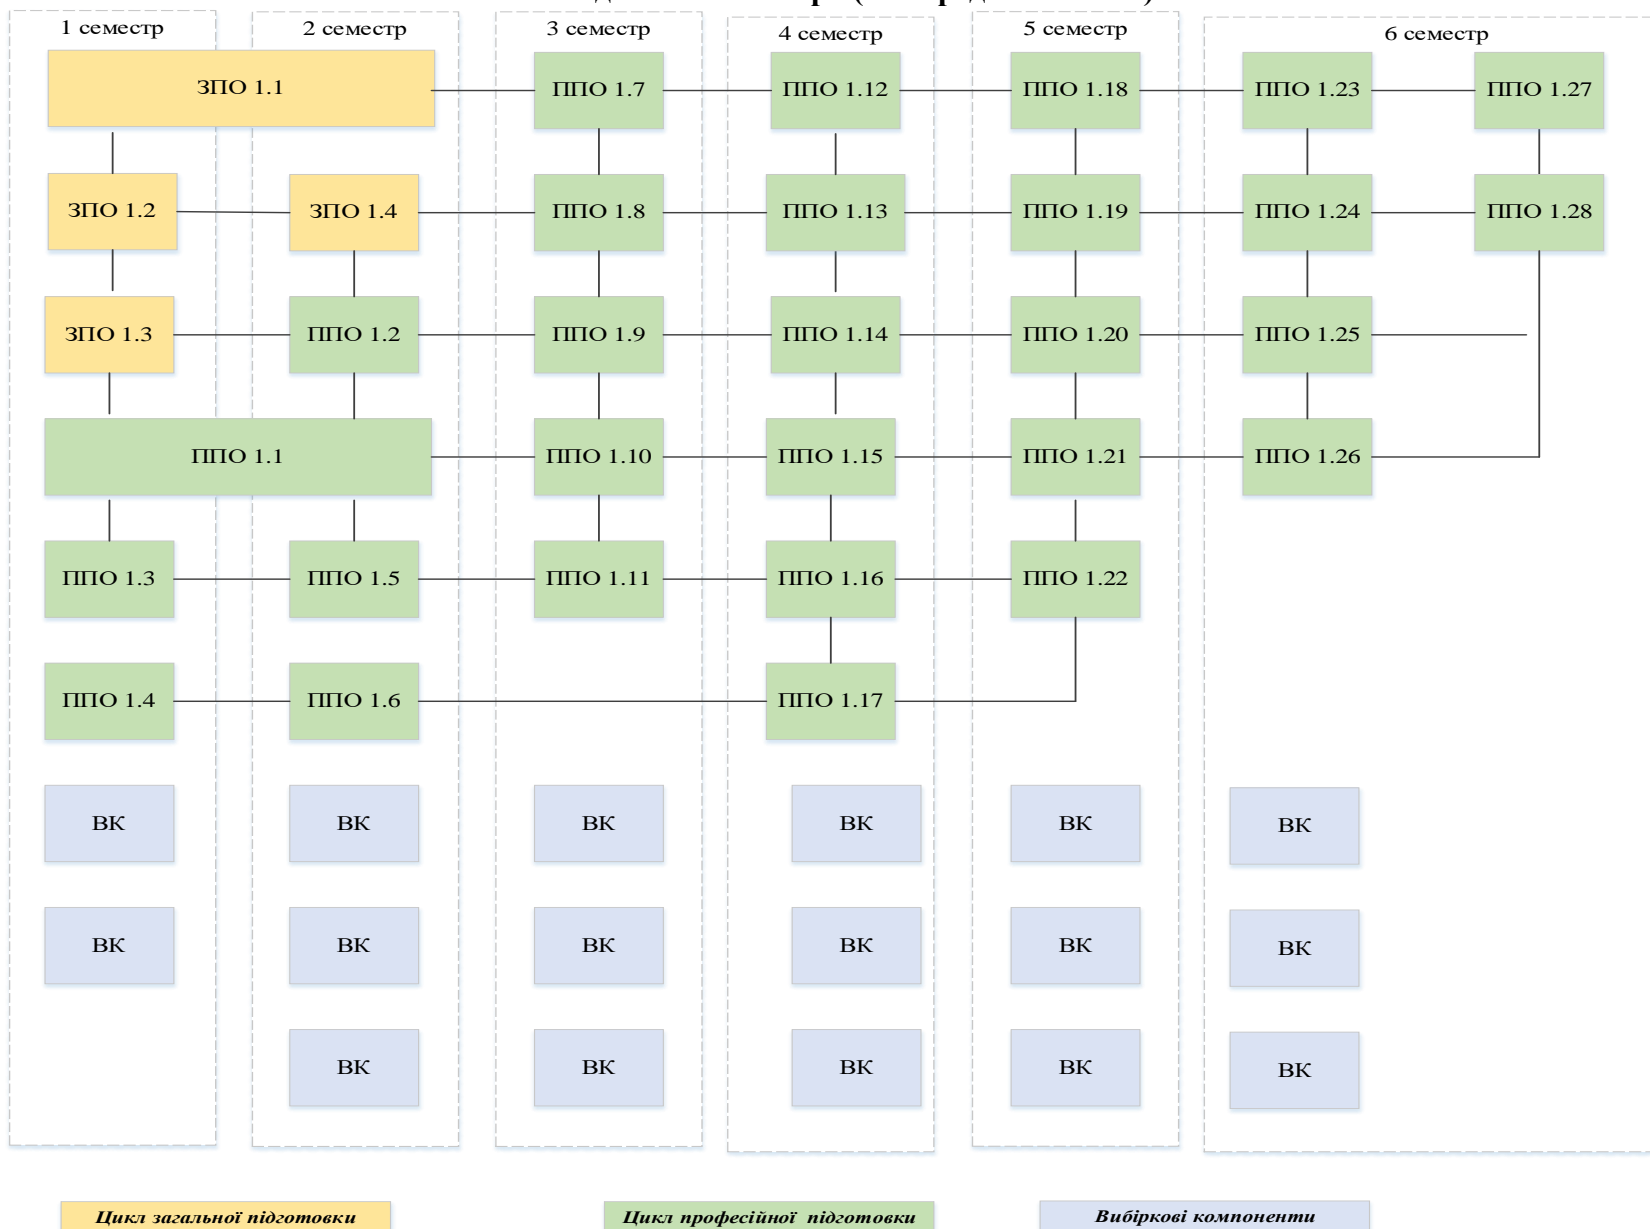 1 семестр 2 семестр 3 семестр 4 семестр 5 семестр 6 семестр
ЗПО 1.1 ППО 1.7 ППО 1.12 ППО 1.18 ППО 1.23 ППО 1.27
ЗПО 1.2 ЗПО 1.4 ППО 1.8 ППО 1.13 ППО 1.19 ППО 1.24 ППО 1.28
ЗПО 1.3 ППО 1.2 ППО 1.9 ППО 1.14 ППО 1.20 ППО 1.25
ППО 1.1 ППО 1.10 ППО 1.15 ППО 1.21 ППО 1.26
ППО 1.3 ППО 1.5 ППО 1.11 ППО 1.16 ППО 1.22
ППО 1.4 ППО 1.6 ППО 1.17
ВК ВК ВК ВК ВК ВК
ВК ВК ВК ВК ВК ВК
ВК ВК ВК ВК ВК
Цикл загальної підготовки Цикл професійної підготовки Вибіркові компоненти